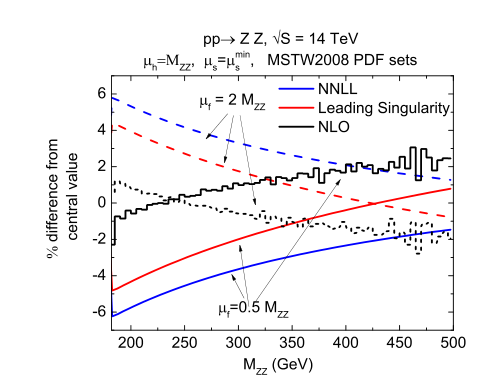 pp→ Z Z, √S = 14 TeV
μh=MZZ, μs=μs^min, MSTW2008 PDF sets
NNLL
Leading Singularity
NLO
μf = 2 MZZ
μf=0.5 MZZ
% difference from
central value
6
4
2
0
-2
-4
-6
200 250 300 350 400 450 500
MZZ (GeV)